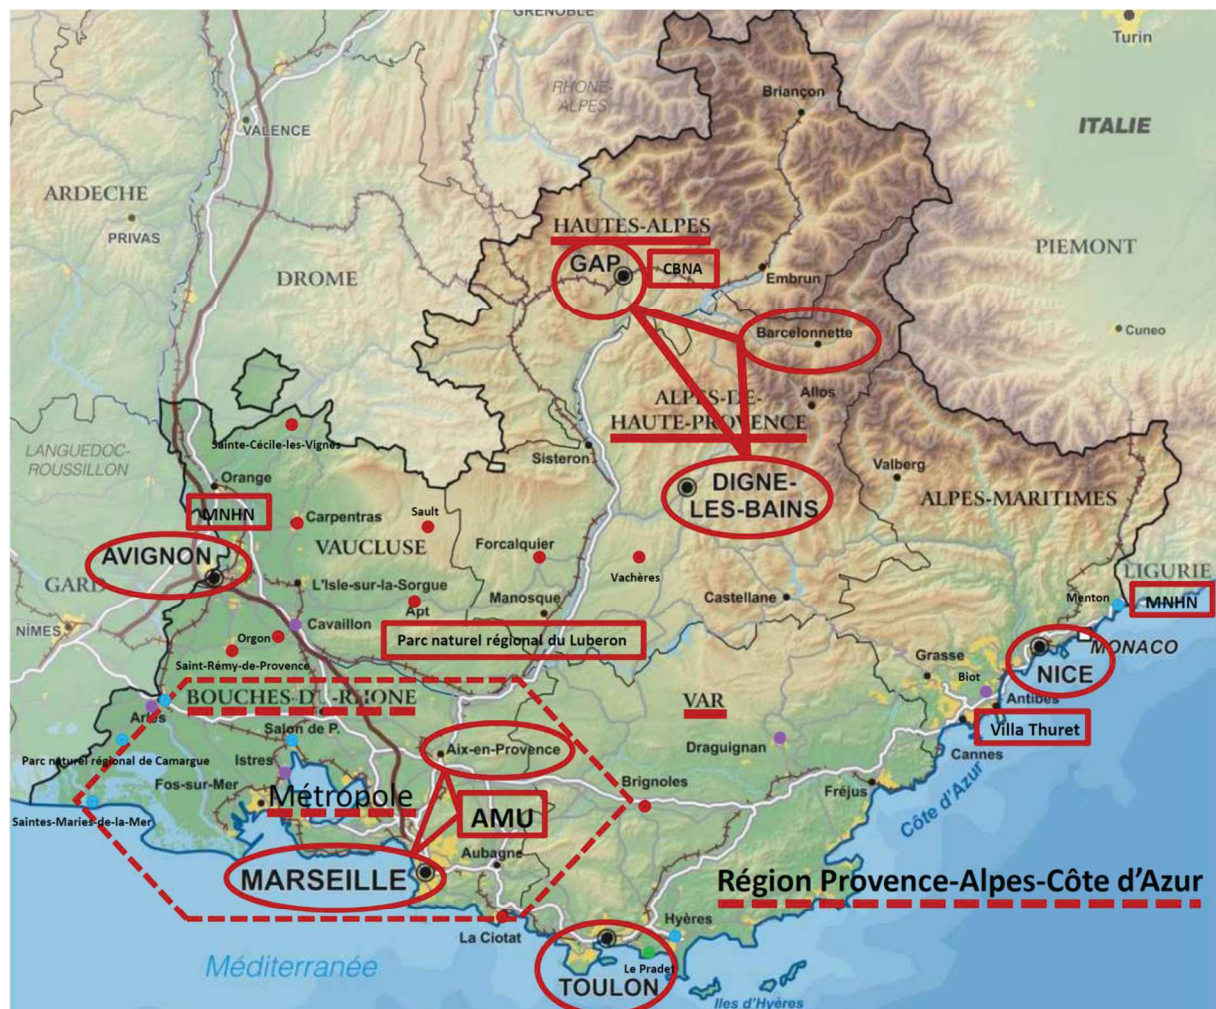 GRENOBLE
Turin
Briançon
RHONE-
ALPES
VALENCE
ITALIE
ARDECHE
PRIVAS
HAUTES-ALPES
PIEMONT
GAP
CBNA
DROME
Embrun
Barcelonnette
Cuneo
ALPES-DE-
HAUTE-PROVENCE
Allos
Sainte-Cécile-les-Vignes
LANGUEDOC-
ROUSSILLON
Sisteron
Valberg
Orange
DIGNE-
LES-BAINS
ALPES-MARITIMES
MNHN
Carpentras
Sault
AVIGNON
VAUCLUSE
Forcalquier
Vachères
LIGURIE
GARD
L'Isle-sur-la-Sorgue
Apt
Manosque
Castellane
Menton
MNHN
NÎMES
Cavaillon
Orgon
Parc naturel régional du Luberon
MONACO
Saint-Rémy-de-Provence
Grasse
NICE
Biot
BOUCHES-DU-RHONE
VAR
Antibes
Arles
Salon de P.
Aix-en-Provence
Draguignan
Villa Thuret
Cannes
Parc naturel régional de Camargue
Istres
Fos-sur-Mer
Brignoles
Fréjus
Côte d'Azur
Métropole
Saintes-Maries-de-la-Mer
AMU
Aubagne
MARSEILLE
Région Provence-Alpes-Côte d'Azur
La Ciotat
Hyères
Méditerranée
Le Pradet
TOULON
Iles d'Hyères